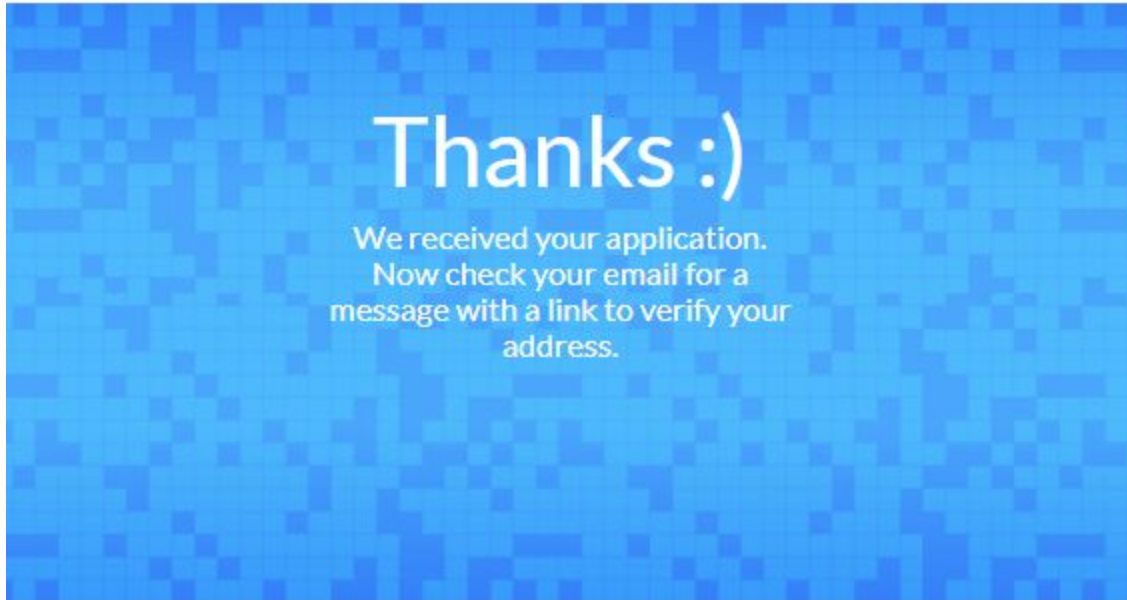 Thanks :)
We received your application.
Now check your email for a
message with a link to verify your
address.